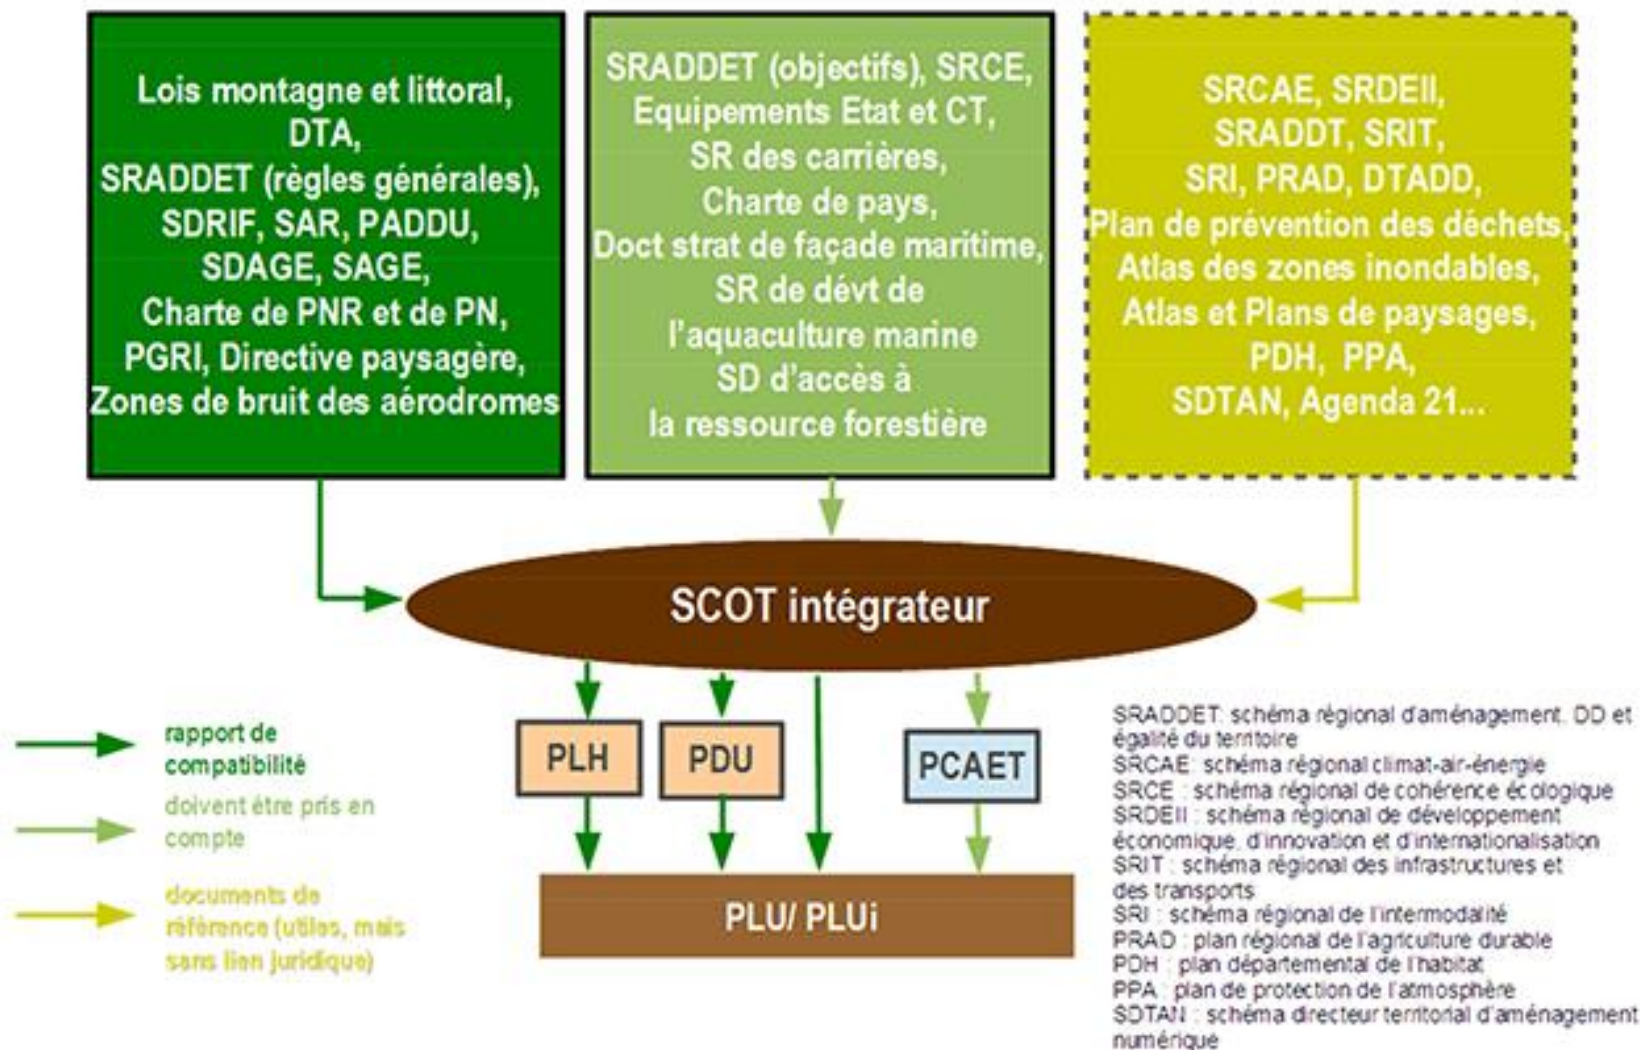 Lois montagne et littoral,
DTA,
SRADDET (règles générales),
SDRIF, SAR, PADDU,
SDAGE, SAGE,
Charte de PNR et de PN,
PGRI, Directive paysagère,
Zones de bruit des aérodromes
SRADDET (objectifs), SRCE,
Equipements Etat et CT,
SR des carrières,
Charte de pays,
Doct strat de façade maritime,
SR de dévt de
l'aquaculture marine
SD d'accès à
la ressource forestière
SRCAE, SRDEII,
SRADDT, SRIT,
SRI, PRAD, DTADD,
Plan de prévention des déchets,
Atlas des zones inondables,
Atlas et Plans de paysages,
PDH, PPA,
SDTAN, Agenda 21...
SCOT intégrateur
PLH
PDU
PCAET
PLU/ PLUi
rapport de
compatibilité
doivent être pris en
compte
documents de
référence (utiles, mais
sans lien juridique)
SRADDET: schéma régional d'aménagement, DD et
égalité du territoire
SRCAE: schéma régional climat-air-énergie
SRCE : schéma régional de cohérence écologique
SRDEII : schéma régional de développement
économique, d'innovation et d'internationalisation
SRIT : schéma régional des infrastructures et
des transports
SRI : schéma régional de l'intermodalité
PRAD : plan régional de l'agriculture durable
PDH : plan départemental de l'habitat
PPA : plan de protection de l'atmosphère
SDTAN : schéma directeur territorial d'aménagement
numérique